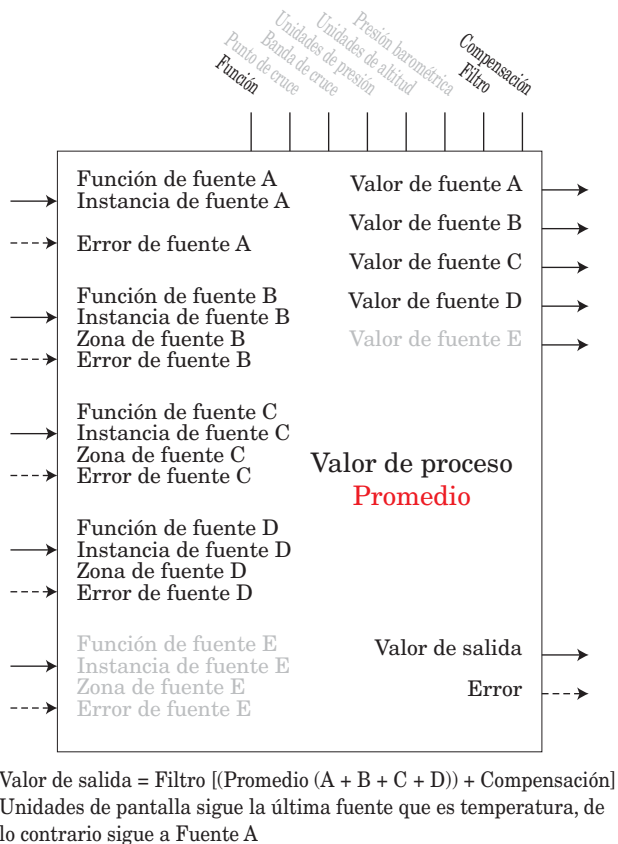 Función
Punto de cruce
Banda de cruce
Unidades de presión
Unidades de altitud
Presión barométrica
Filtro
Compensación
Función de fuente A
Instancia de fuente A
Error de fuente A
Función de fuente B
Instancia de fuente B
Zona de fuente B
Error de fuente B
Función de fuente C
Instancia de fuente C
Zona de fuente C
Error de fuente C
Función de fuente D
Instancia de fuente D
Zona de fuente D
Error de fuente D
Función de fuente E
Instancia de fuente E
Zona de fuente E
Error de fuente E
Valor de fuente A
Valor de fuente B
Valor de fuente C
Valor de fuente D
Valor de fuente E
Valor de proceso
Promedio
Valor de salida
Error
Valor de salida = Filtro [(Promedio (A + B + C + D)) + Compensación]
Unidades de pantalla sigue la última fuente que es temperatura, de
lo contrario sigue a Fuente A